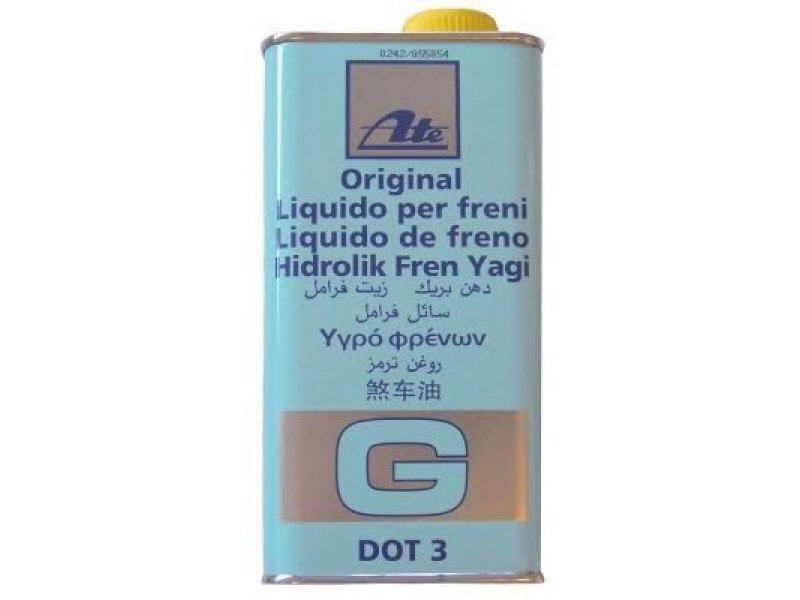 0242/055054
Ate
Original
Liquido per freni
Liquido de freno
Hidrolik Fren Yagi
دهن بريك زيت فرامل
سائل فرامل
Υγρό φρένων
روغن ترمز
煞车油
G
DOT 3